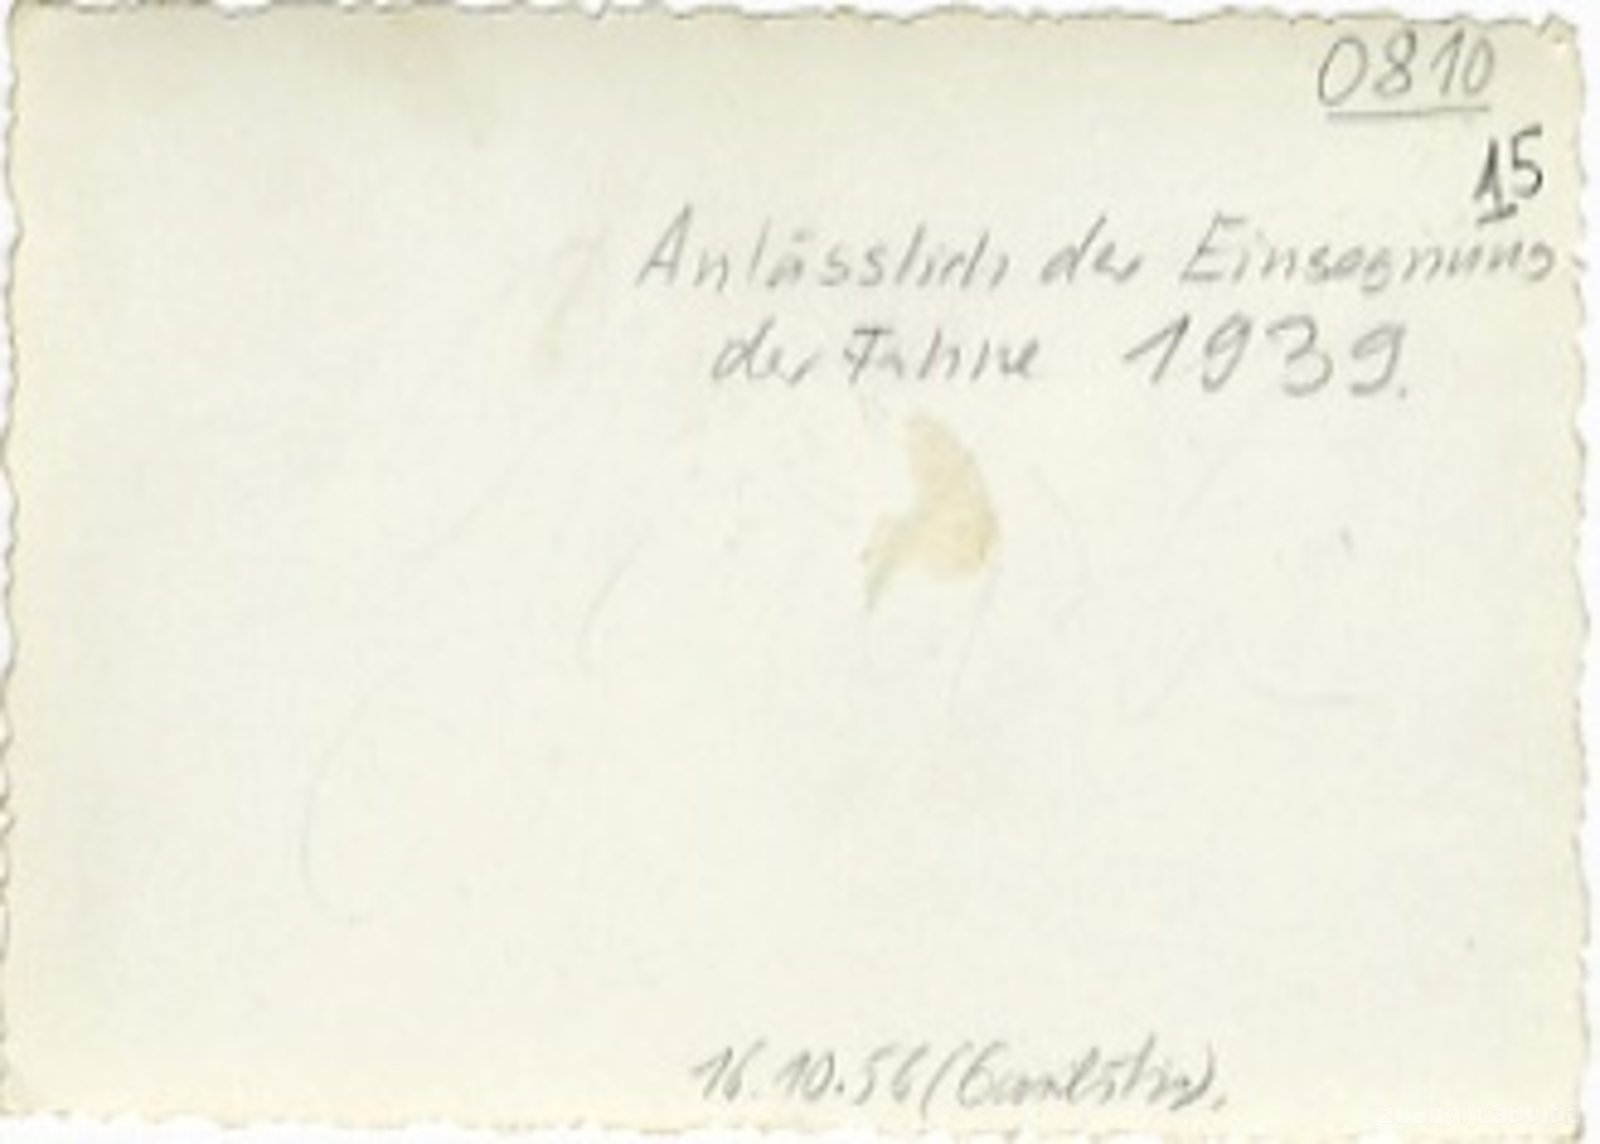 0810
15
Anlässlich der Einsegnung
der Fahne 1939.
16.10.56